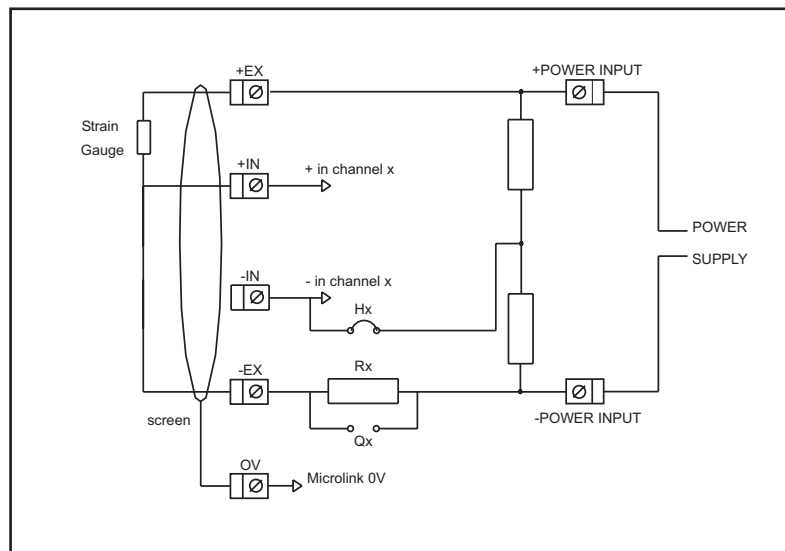 +EX
+POWER INPUT
Strain
Gauge
+IN
+ in channel x
POWER
SUPPLY
-IN
- in channel x
Hx
-EX
Rx
-POWER INPUT
screen
Qx
OV
Microlink 0V